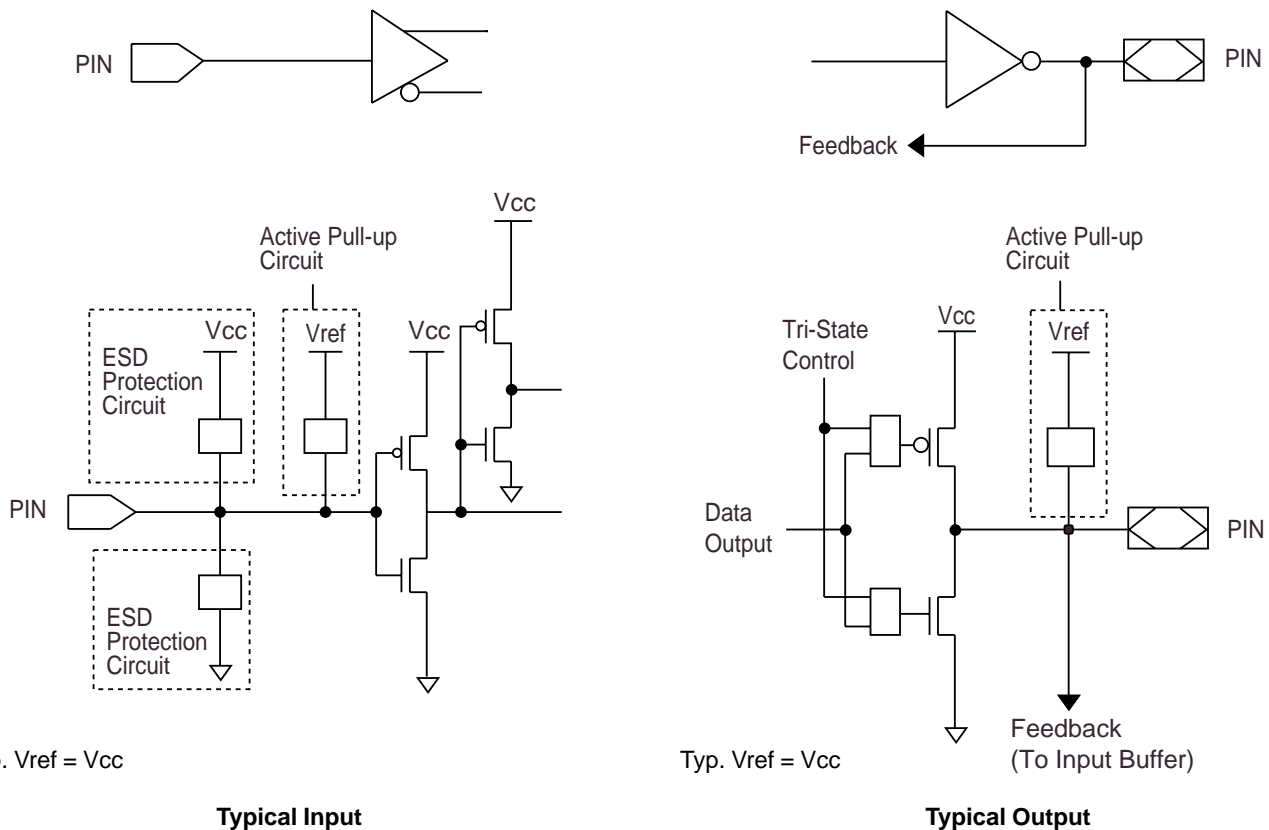 PIN
PIN
Feedback
Vcc
Active Pull-up
Circuit
Vcc
Vref
Vcc
ESD
Protection
Circuit
PIN
ESD
Protection
Circuit
. Vref = Vcc
Typical Input
Active Pull-up
Circuit
Tri-State
Control
Vcc
Vref
Data
Output
PIN
Feedback
(To Input Buffer)
Typ. Vref = Vcc
Typical Output